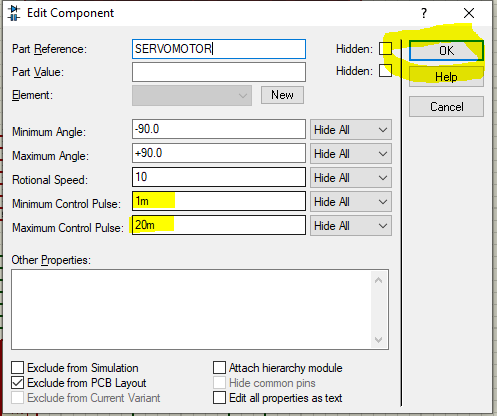 Edit Component ? ×
Part Reference: SERVOMOTOR Hidden: OK
Part Value: Hidden: Help
Element: New Cancel
Minimum Angle: -90.0 Hide All
Maximum Angle: +90.0 Hide All
Rotional Speed: 10 Hide All
Minimum Control Pulse: 1m Hide All
Maximum Control Pulse: 20m Hide All
Other Properties:
Exclude from Simulation Attach hierarchy module
Exclude from PCB Layout Hide common pins
Exclude from Current Variant Edit all properties as text